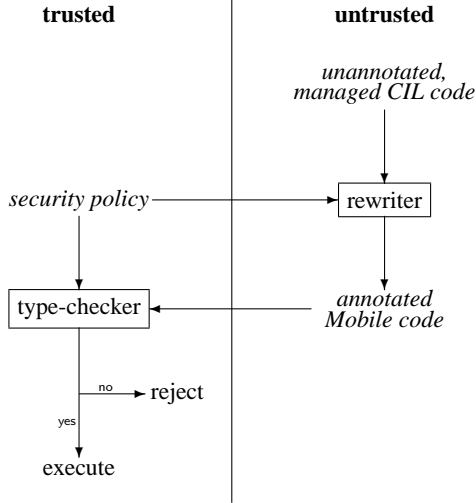 trusted
untrusted
unannotated,
managed CIL code
security policy
rewriter
type-checker
annotated
Mobile code
no
reject
yes
execute